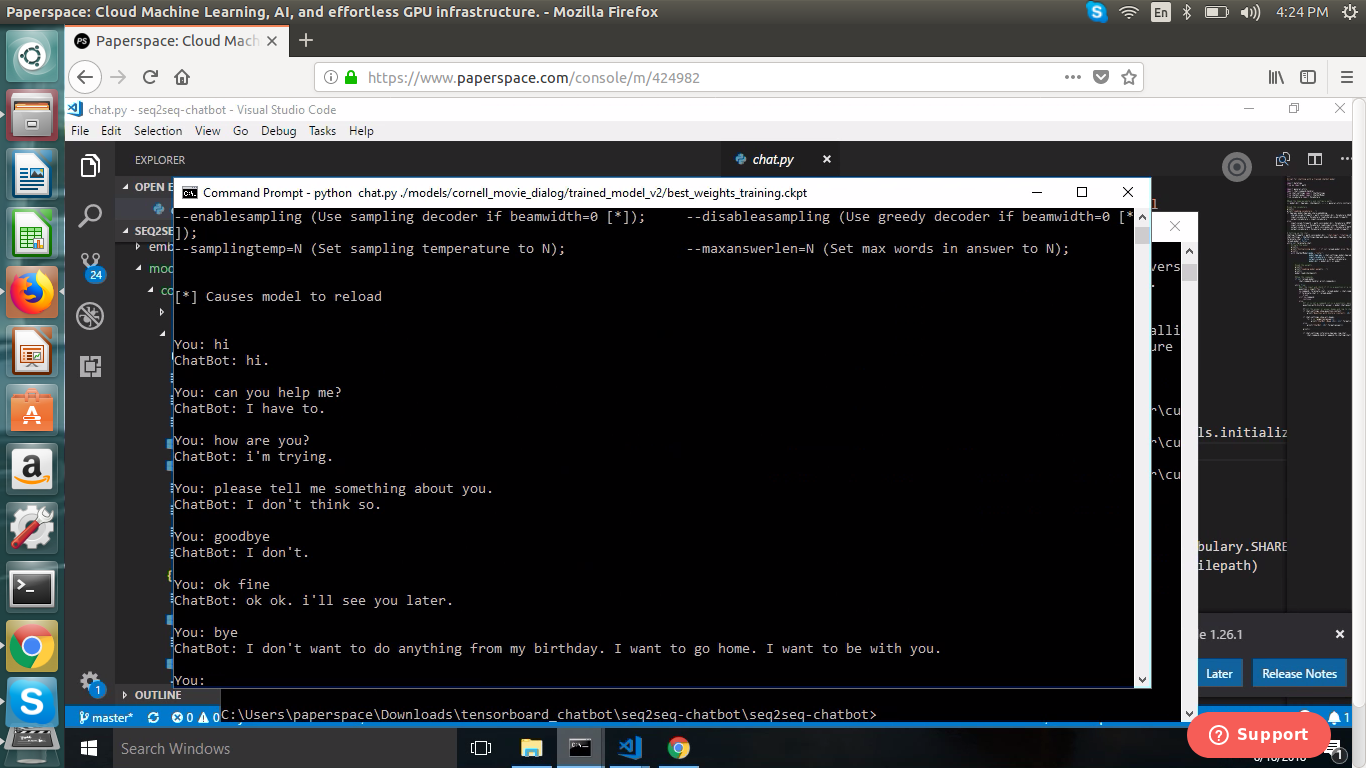 Paperspace: Cloud Machine Learning, AI, and effortless GPU infrastructure. - Mozilla Firefox
En
4:24 PM
PS
Paperspace: Cloud Mach
https://www.paperspace.com/console/m/424982
chat.py - seq2seq-chatbot - Visual Studio Code
File Edit Selection View Go Debug Tasks Help
EXPLORER
chat.py
OPEN E
Command Prompt - python chat.py ./models/cornell_movie_dialog/trained_model_v2/best_weights_training.ckpt
--enablesampling (Use sampling decoder if beamwidth=0 [*]); --disableasampling (Use greedy decoder if beamwidth=0 [*
]);
--samplingtemp=N (Set sampling temperature to N); --maxanswerlen=N (Set max words in answer to N);
[*] Causes model to reload
You: hi
ChatBot: hi.
You: can you help me?
ChatBot: I have to.
You: how are you?
ChatBot: i'm trying.
You: please tell me something about you.
ChatBot: I don't think so.
You: goodbye
ChatBot: I don't.
You: ok fine
ChatBot: ok ok. i'll see you later.
You: bye
ChatBot: I don't want to do anything from my birthday. I want to go home. I want to be with you.
You:
SEQ2SE
emb
mod
co
24
1
vers
alli
ure
r\cu
r\cu
r\cu
ls.initializ
bulary.SHARE
ilepath)
e 1.26.1
Later
Release Notes
OUTLINE
master*
0
0
C:\Users\paperspace\Downloads\tensorboard_chatbot\seq2seq-chatbot\seq2seq-chatbot>
1
Search Windows
Support
1